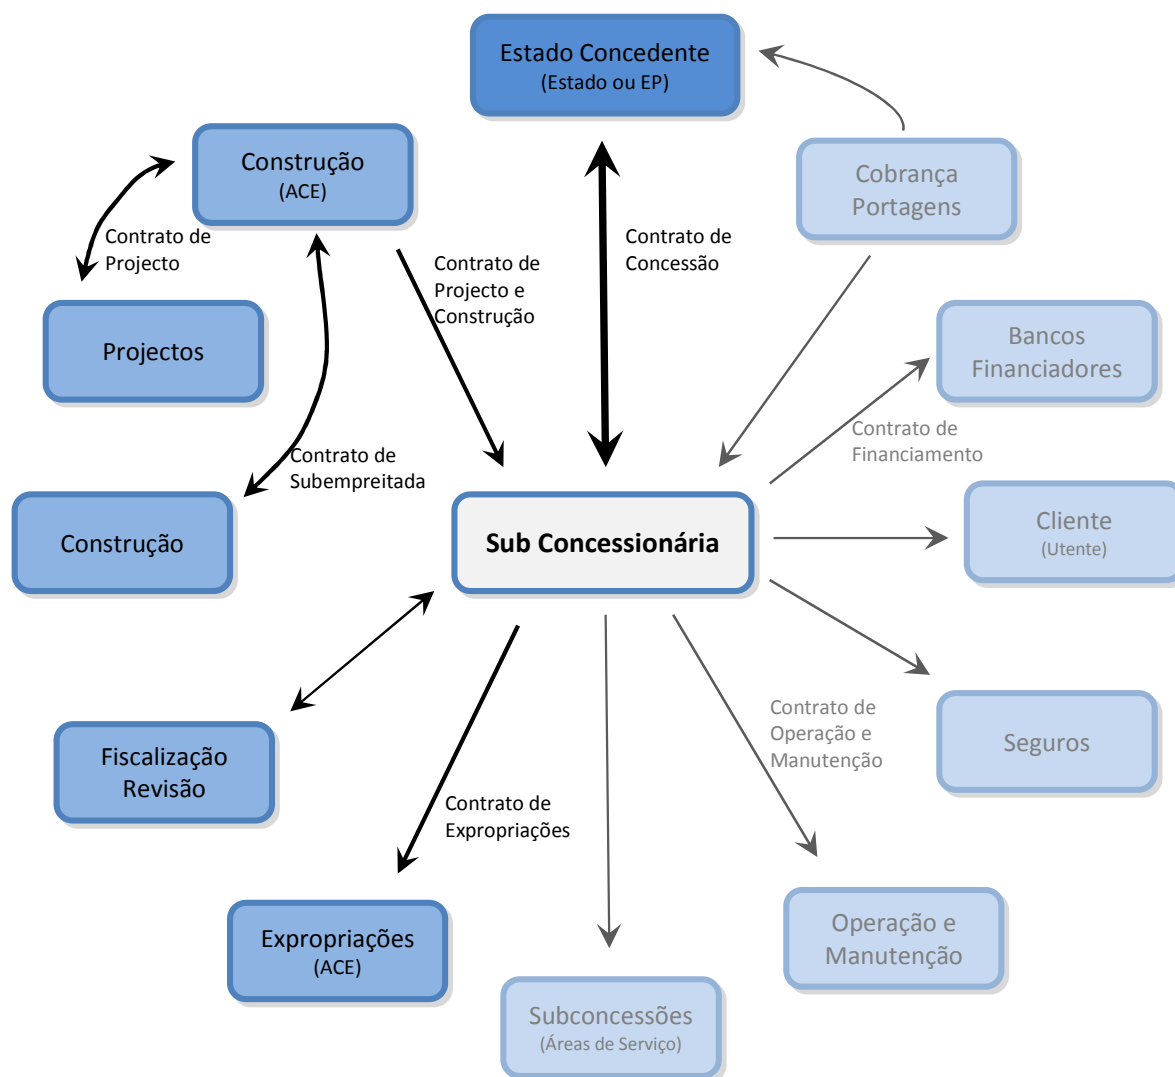 Estado Concedente
(Estado ou EP)
Construção
(ACE)
Cobrança
Portagens
Contrato de
Projecto
Contrato de
Projecto e
Construção
Contrato de
Concessão
Projectos
Bancos
Financiadores
Contrato de
Financiamento
Contrato de
Subempreitada
Construção
Sub Concessionária
Cliente
(Utente)
Fiscalização
Revisão
Contrato de
Operação e
Manutenção
Seguros
Contrato de
Expropriações
Expropriações
(ACE)
Operação e
Manutenção
Subconcessões
(Áreas de Serviço)